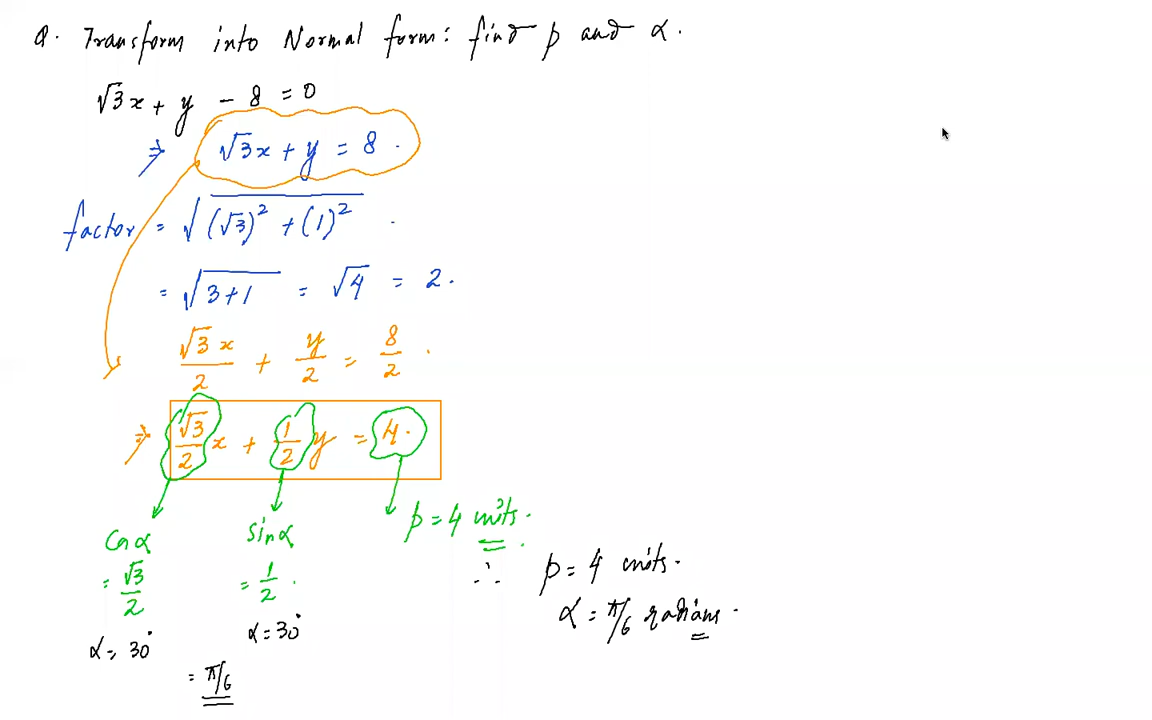 Q. Transform into Normal form: find p and α.
√3x + y - 8 = 0
⇒ √3x + y = 8.
factor = √(√3)² + (1)² .
= √3+1 = √4 = 2.
√3x/2 + y/2 = 8/2 .
⇒ √3/2 x + 1/2 y = 4.
p = 4 units.
cos α sin α
= √3/2 = 1/2 .
∴ p = 4 units.
α = π/6 radians.
α = 30° α = 30°
= π/6